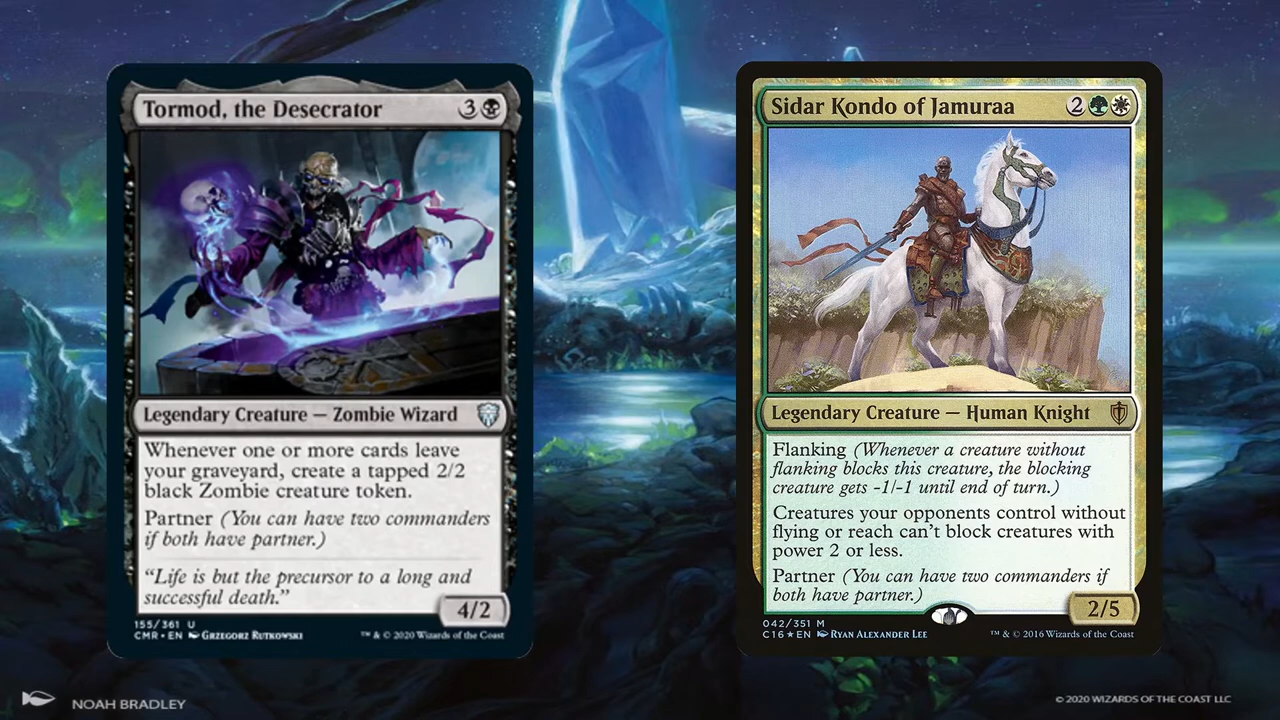 Tormod, the Desecrator 3
Legendary Creature — Zombie Wizard
Whenever one or more cards leave
your graveyard, create a tapped 2/2
black Zombie creature token.
Partner (You can have two commanders
if both have partner.)
“Life is but the precursor to a long and
successful death.”
4/2
155/361 U
CMR • EN GRZEGORZ RUTKOWSKI
™ & © 2020 Wizards of the Coast
Sidar Kondo of Jamuraa 2
Legendary Creature — Human Knight
Flanking (Whenever a creature without
flanking blocks this creature, the blocking
creature gets -1/-1 until end of turn.)
Creatures your opponents control without
flying or reach can’t block creatures with
power 2 or less.
Partner (You can have two commanders if
both have partner.)
2/5
042/351 M
C16 ★ EN RYAN ALEXANDER LEE
™ & © 2016 Wizards of the Coast
NOAH BRADLEY
© 2020 WIZARDS OF THE COAST LLC